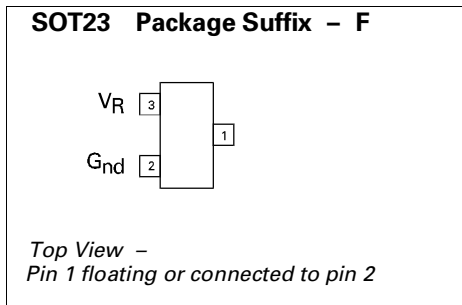 SOT23 Package Suffix – F
VR 3
1
Gnd 2
Top View –
Pin 1 floating or connected to pin 2